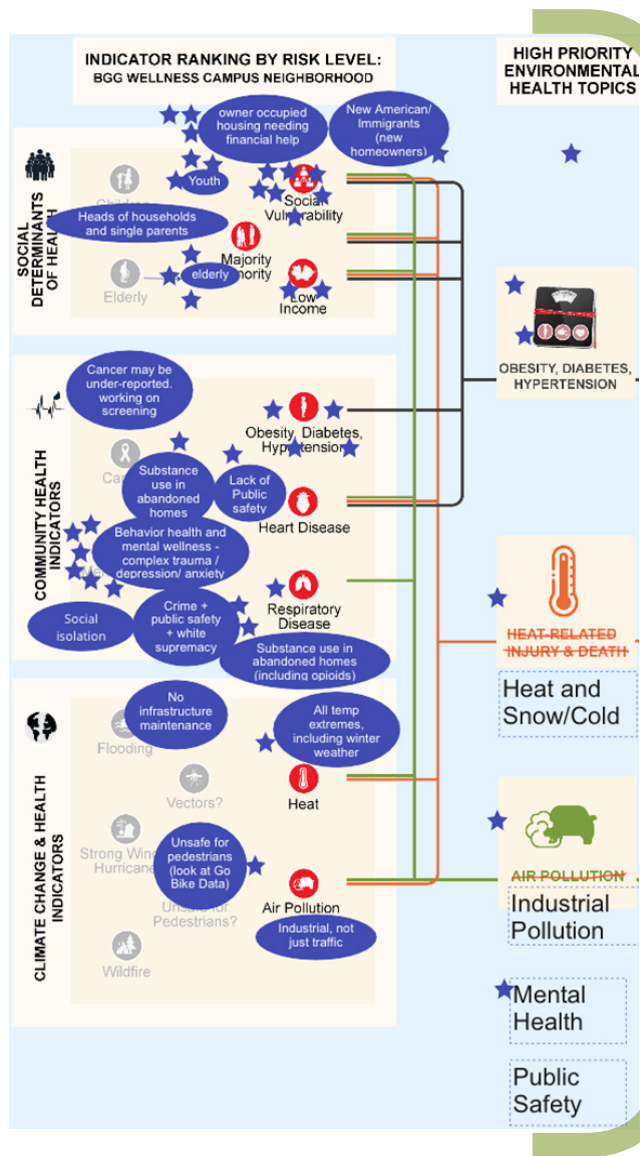 INDICATOR RANKING BY RISK LEVEL:
BGG WELLNESS CAMPUS NEIGHBORHOOD
HIGH PRIORITY
ENVIRONMENTAL
HEALTH TOPICS
SOCIAL
DETERMINANTS
OF HEALTH
owner occupied
housing needing
financial help
New American/
Immigrants
(new
homeowners)
Youth
Social
Vulnerability
Heads of households
and single parents
Majority
elderly
Elderly
Low
Income
OBESITY, DIABETES,
HYPERTENSION
COMMUNITY HEALTH
INDICATORS
Cancer may be
under-reported.
working on
screening
Obesity, Diabetes,
Hypertension
Substance
use in
abandoned
homes
Lack of
Public
safety
Heart Disease
Behavior health and
mental wellness -
complex trauma /
depression/ anxiety
Respiratory
Disease
Social
isolation
Crime +
public safety
+ white
supremacy
Substance use in
abandoned homes
(including opioids)
HEAT-RELATED
INJURY & DEATH
Heat and
Snow/Cold
CLIMATE CHANGE & HEALTH
INDICATORS
No
infrastructure
maintenance
Flooding
All temp
extremes,
including winter
weather
Vectors?
Heat
Strong Wind
Hurricane
Unsafe for
pedestrians
(look at Go
Bike Data)
Pedestrians?
Air Pollution
Industrial, not
just traffic
Wildfire
AIR POLLUTION
Industrial
Pollution
Mental
Health
Public
Safety